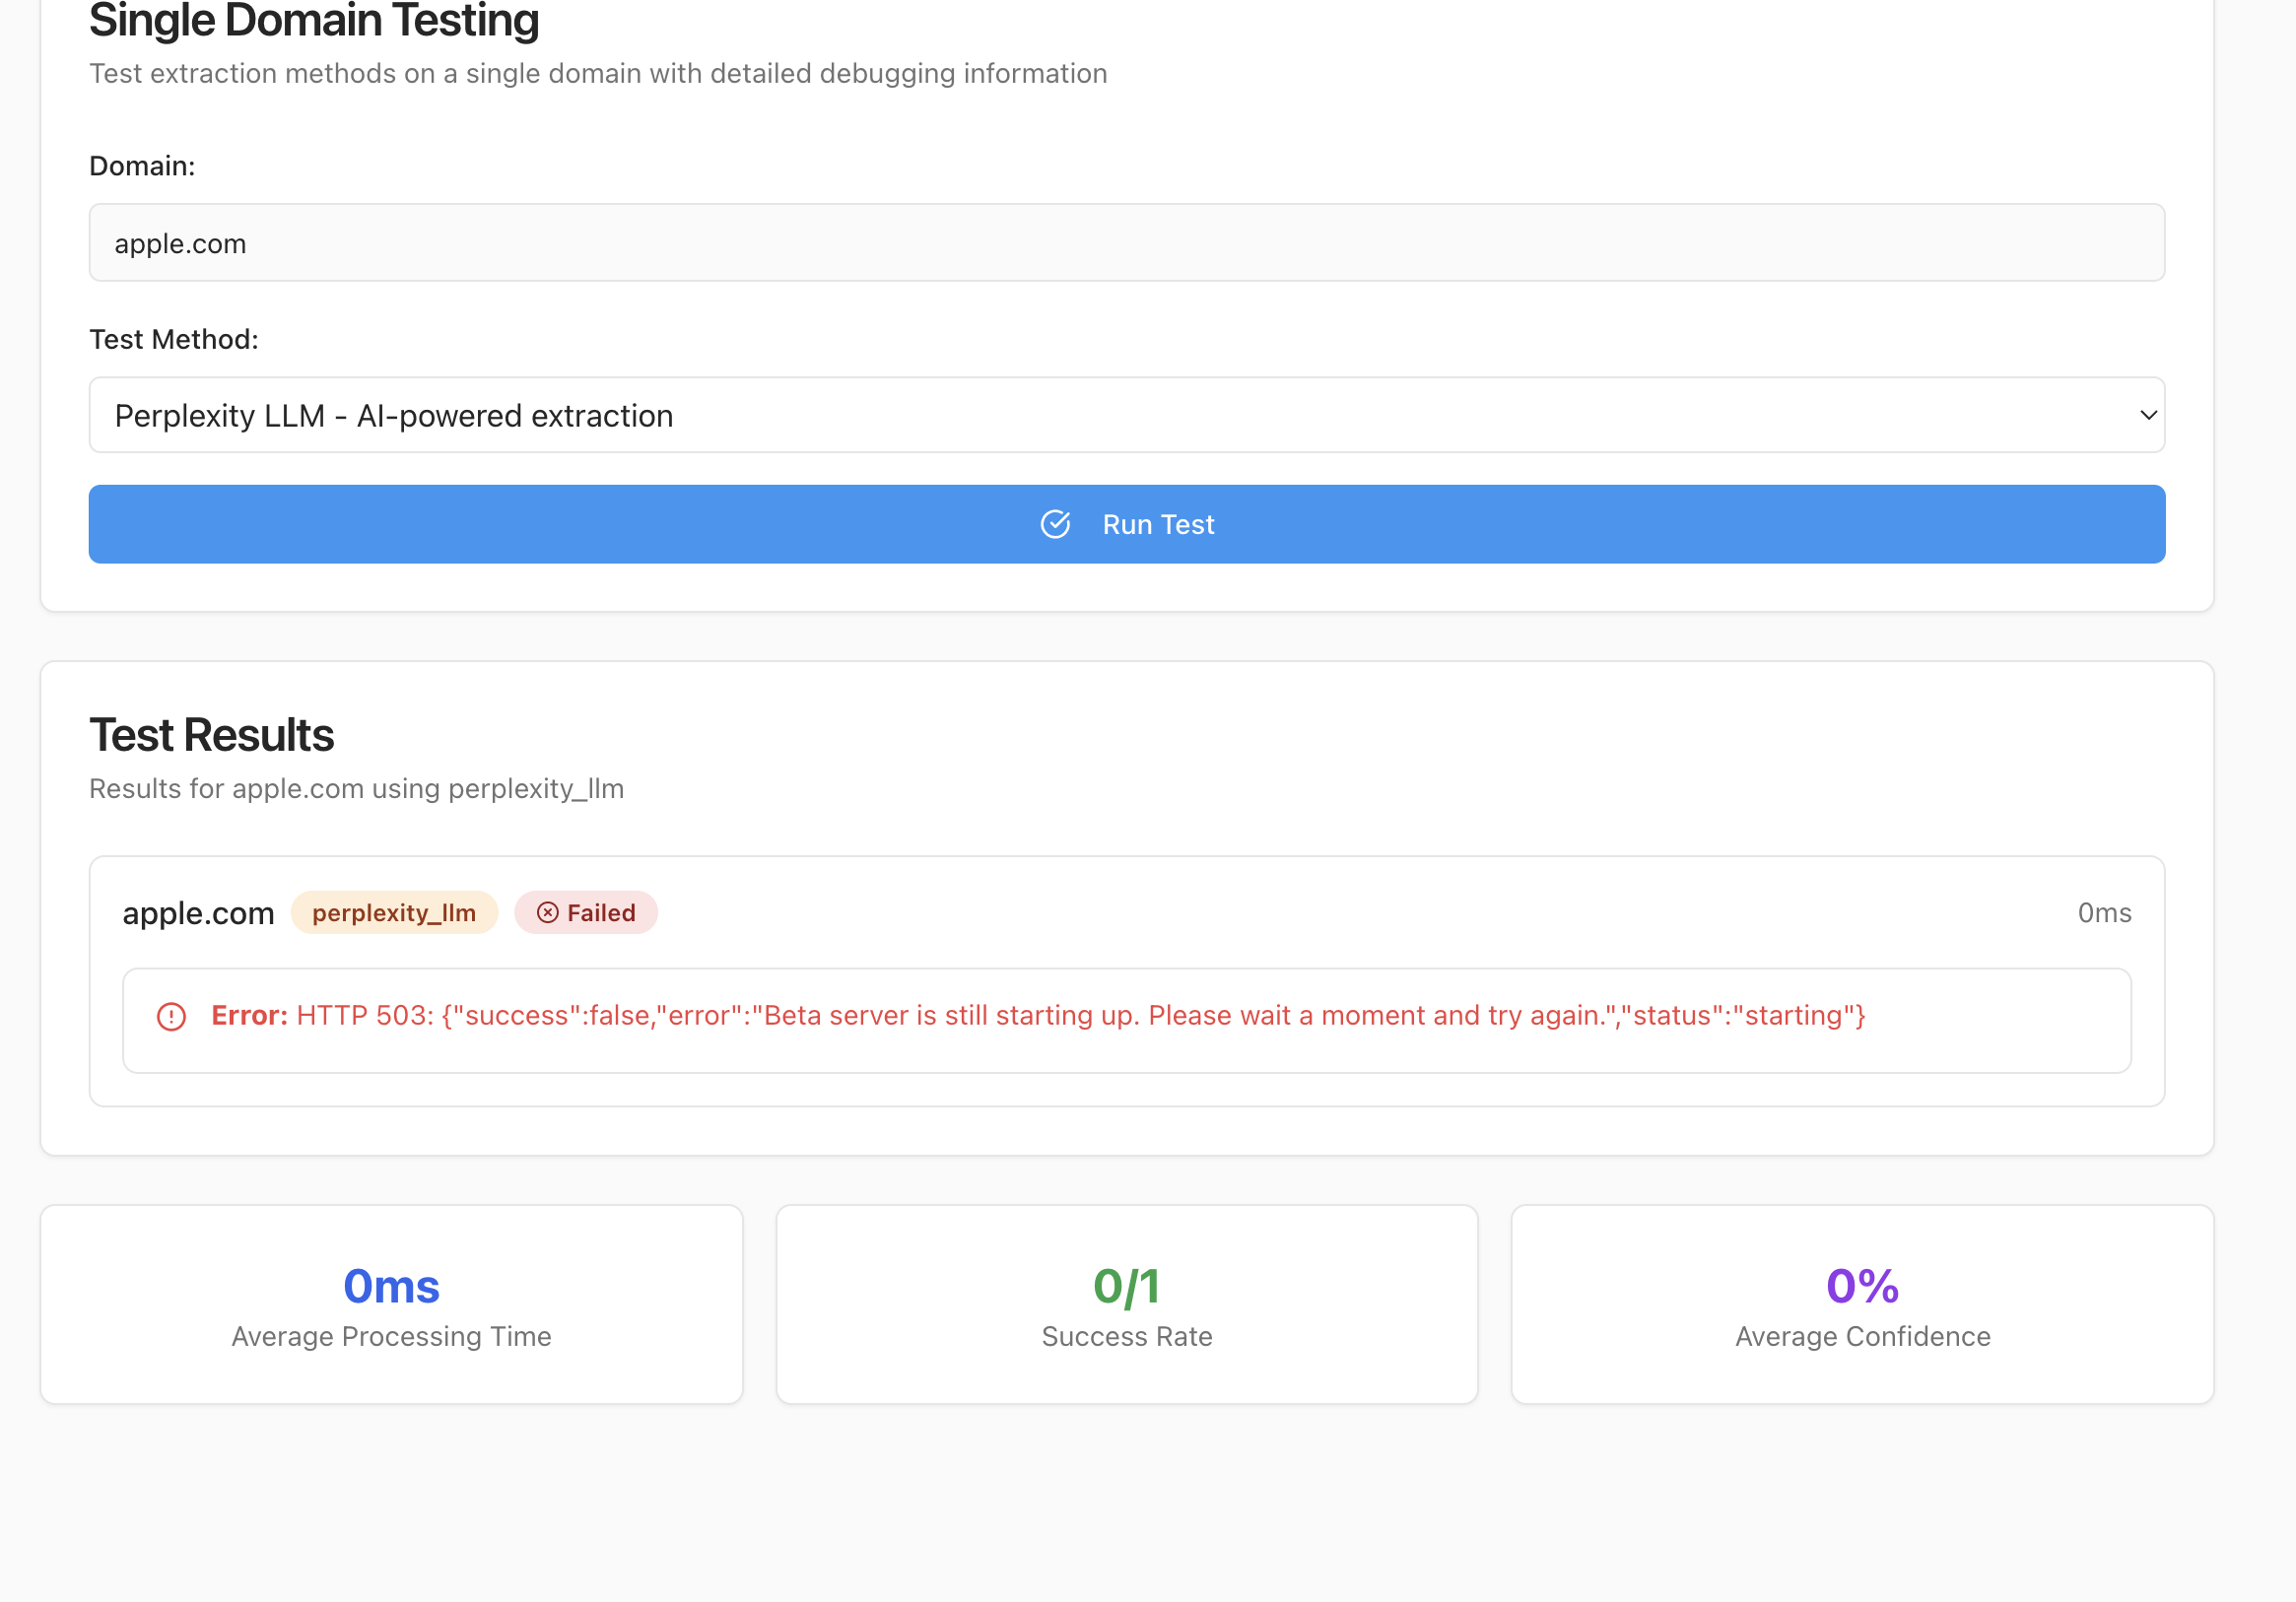 Single Domain Testing
Test extraction methods on a single domain with detailed debugging information
Domain:
apple.com
Test Method:
Perplexity LLM - AI-powered extraction
Run Test
Test Results
Results for apple.com using perplexity_llm
apple.com perplexity_llm Failed 0ms
Error: HTTP 503: {"success":false,"error":"Beta server is still starting up. Please wait a moment and try again.","status":"starting"}
0ms
Average Processing Time
0/1
Success Rate
0%
Average Confidence